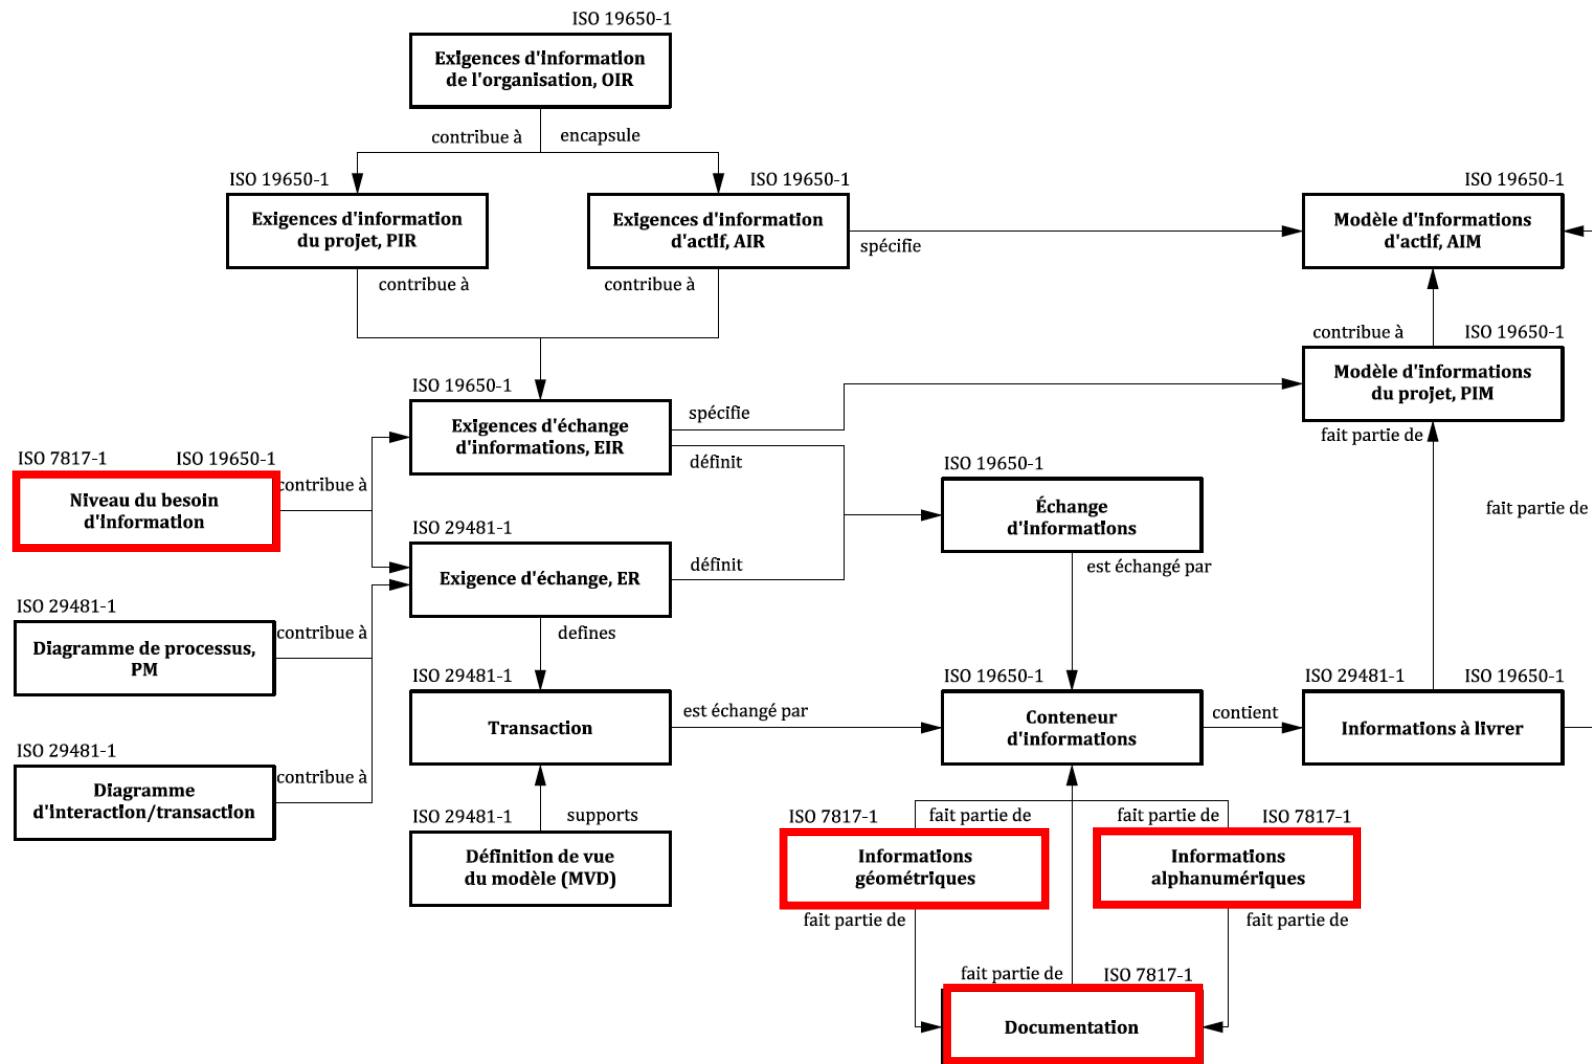 ISO 19650-1
Exigences d'information
de l'organisation, OIR
contribue à
encapsule
ISO 19650-1
ISO 19650-1
ISO 19650-1
Exigences d'information
du projet, PIR
Exigences d'information
d'actif, AIR
Modèle d'informations
d'actif, AIM
spécifie
contribue à
contribue à
contribue à
ISO 19650-1
ISO 19650-1
Modèle d'informations
du projet, PIM
Exigences d'échange
d'informations, EIR
spécifie
fait partie de
définit
ISO 7817-1
ISO 19650-1
ISO 19650-1
Niveau du besoin
d'information
contribue à
Échange
d'informations
fait partie de
ISO 29481-1
Exigence d'échange, ER
définit
est échangé par
ISO 29481-1
Diagramme de processus,
PM
contribue à
defines
ISO 29481-1
ISO 19650-1
ISO 29481-1
ISO 19650-1
Transaction
est échangé par
Conteneur
d'informations
contient
Informations à livrer
ISO 29481-1
Diagramme
d'interaction/transaction
contribue à
ISO 29481-1
supports
ISO 7817-1
fait partie de
fait partie de
ISO 7817-1
Définition de vue
du modèle (MVD)
Informations
géométriques
Informations
alphanumériques
fait partie de
fait partie de
fait partie de
ISO 7817-1
Documentation